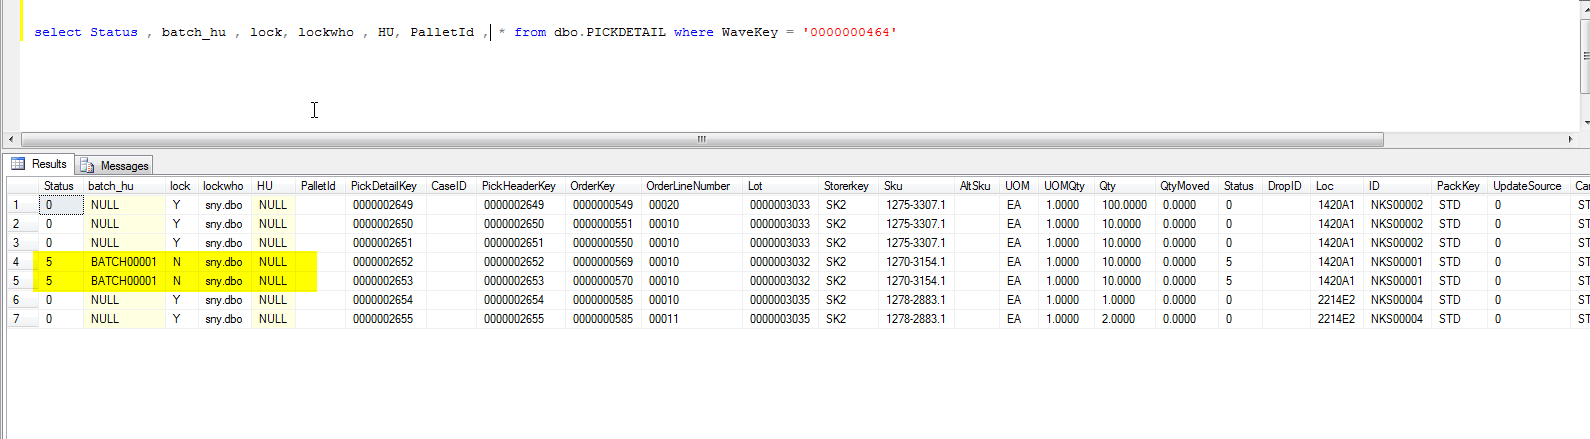 select Status , batch_hu , lock, lockwho , HU, PalletId , * from dbo.PICKDETAIL where WaveKey = '0000000464'
Results Messages
Status batch_hu lock lockwho HU PalletId PickDetailKey CaseID PickHeaderKey OrderKey OrderLineNumber Lot Storerkey Sku AltSku UOM UOMQty Qty QtyMoved Status DropID Loc ID PackKey UpdateSource Car
1 0 NULL Y sny.dbo NULL 0000002649 0000002649 0000000549 00020 0000003033 SK2 1275-3307.1 EA 1.0000 100.0000 0.0000 0 1420A1 NKS00002 STD 0 ST
2 0 NULL Y sny.dbo NULL 0000002650 0000002650 0000000551 00010 0000003033 SK2 1275-3307.1 EA 1.0000 10.0000 0.0000 0 1420A1 NKS00002 STD 0 ST
3 0 NULL Y sny.dbo NULL 0000002651 0000002651 0000000550 00010 0000003033 SK2 1275-3307.1 EA 1.0000 10.0000 0.0000 0 1420A1 NKS00002 STD 0 ST
4 5 BATCH00001 N sny.dbo NULL 0000002652 0000002652 0000000569 00010 0000003032 SK2 1270-3154.1 EA 1.0000 10.0000 0.0000 5 1420A1 NKS00001 STD 0 ST
5 5 BATCH00001 N sny.dbo NULL 0000002653 0000002653 0000000570 00010 0000003032 SK2 1270-3154.1 EA 1.0000 10.0000 0.0000 5 1420A1 NKS00001 STD 0 ST
6 0 NULL Y sny.dbo NULL 0000002654 0000002654 0000000585 00010 0000003035 SK2 1278-2883.1 EA 1.0000 1.0000 0.0000 0 2214E2 NKS00004 STD 0 ST
7 0 NULL Y sny.dbo NULL 0000002655 0000002655 0000000585 00011 0000003035 SK2 1278-2883.1 EA 1.0000 2.0000 0.0000 0 2214E2 NKS00004 STD 0 ST